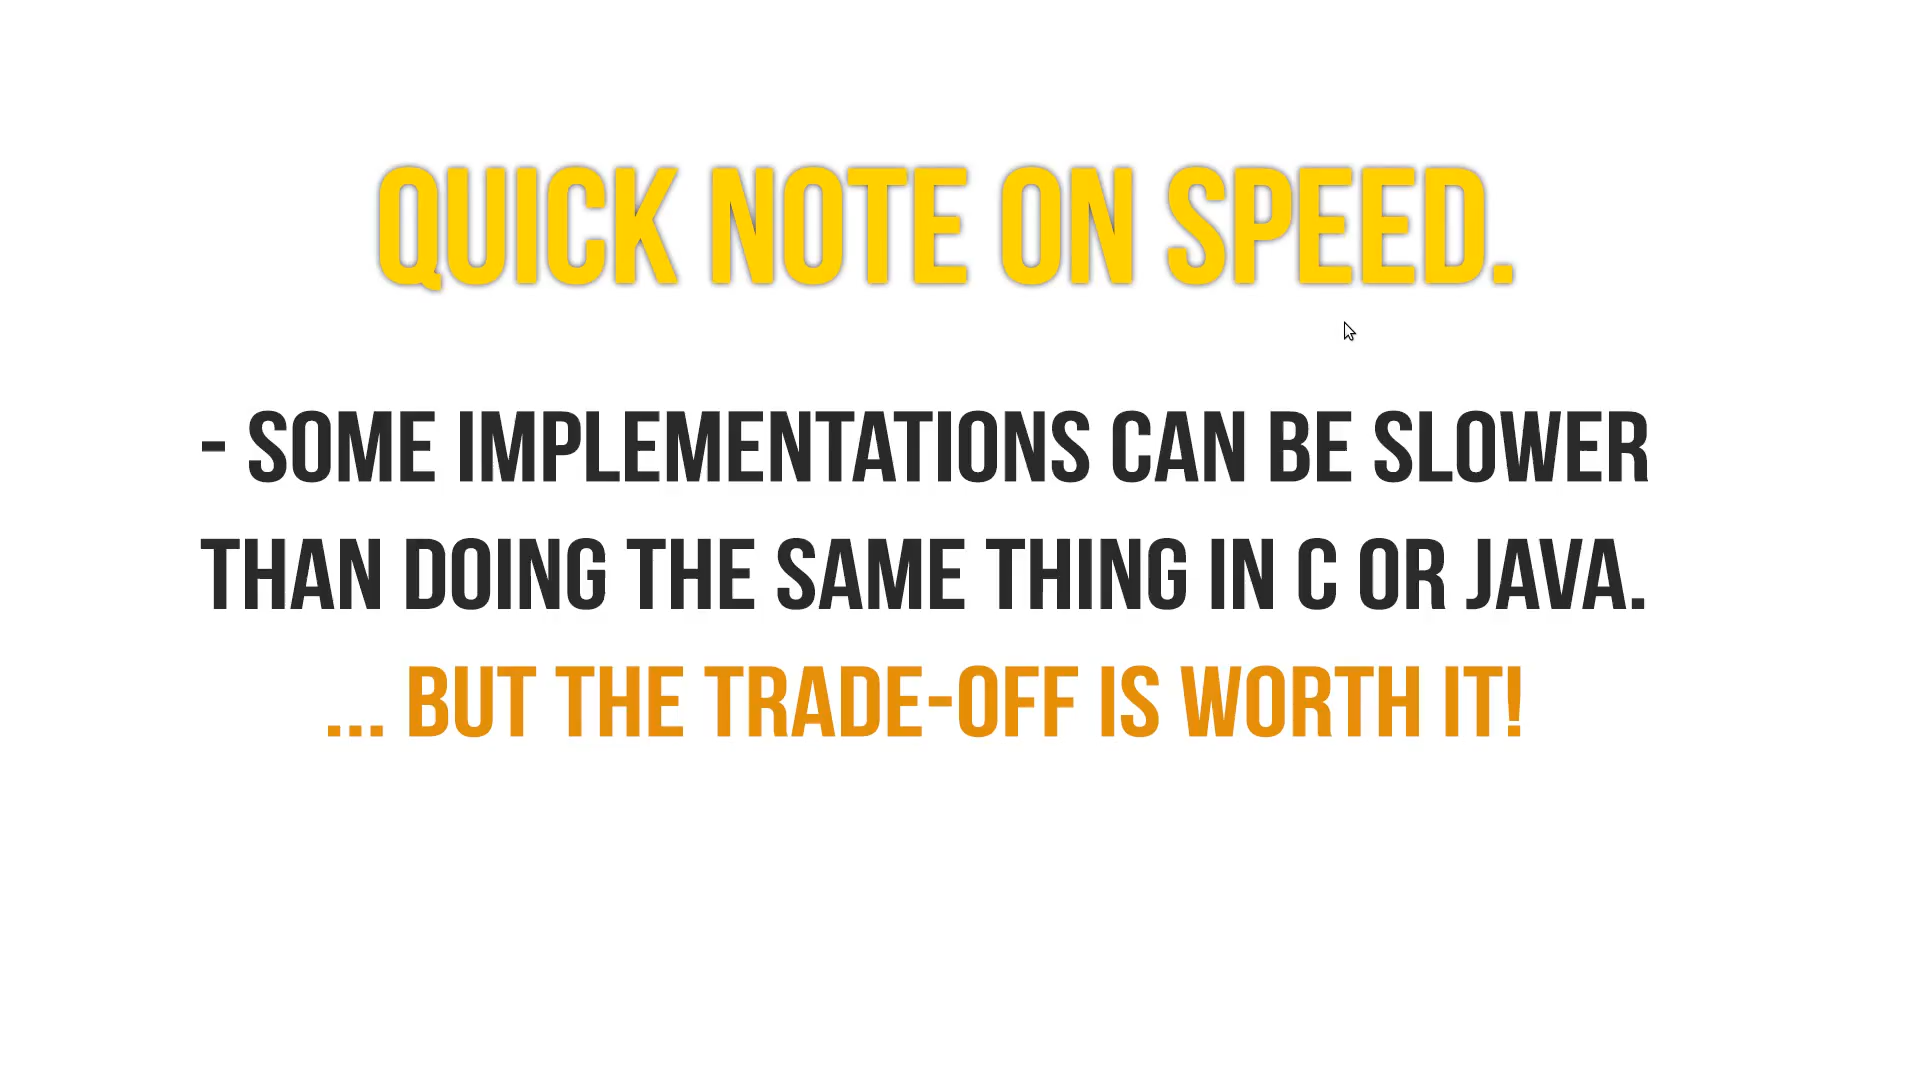 QUICK NOTE ON SPEED.
- SOME IMPLEMENTATIONS CAN BE SLOWER
THAN DOING THE SAME THING IN C OR JAVA.
... BUT THE TRADE-OFF IS WORTH IT!